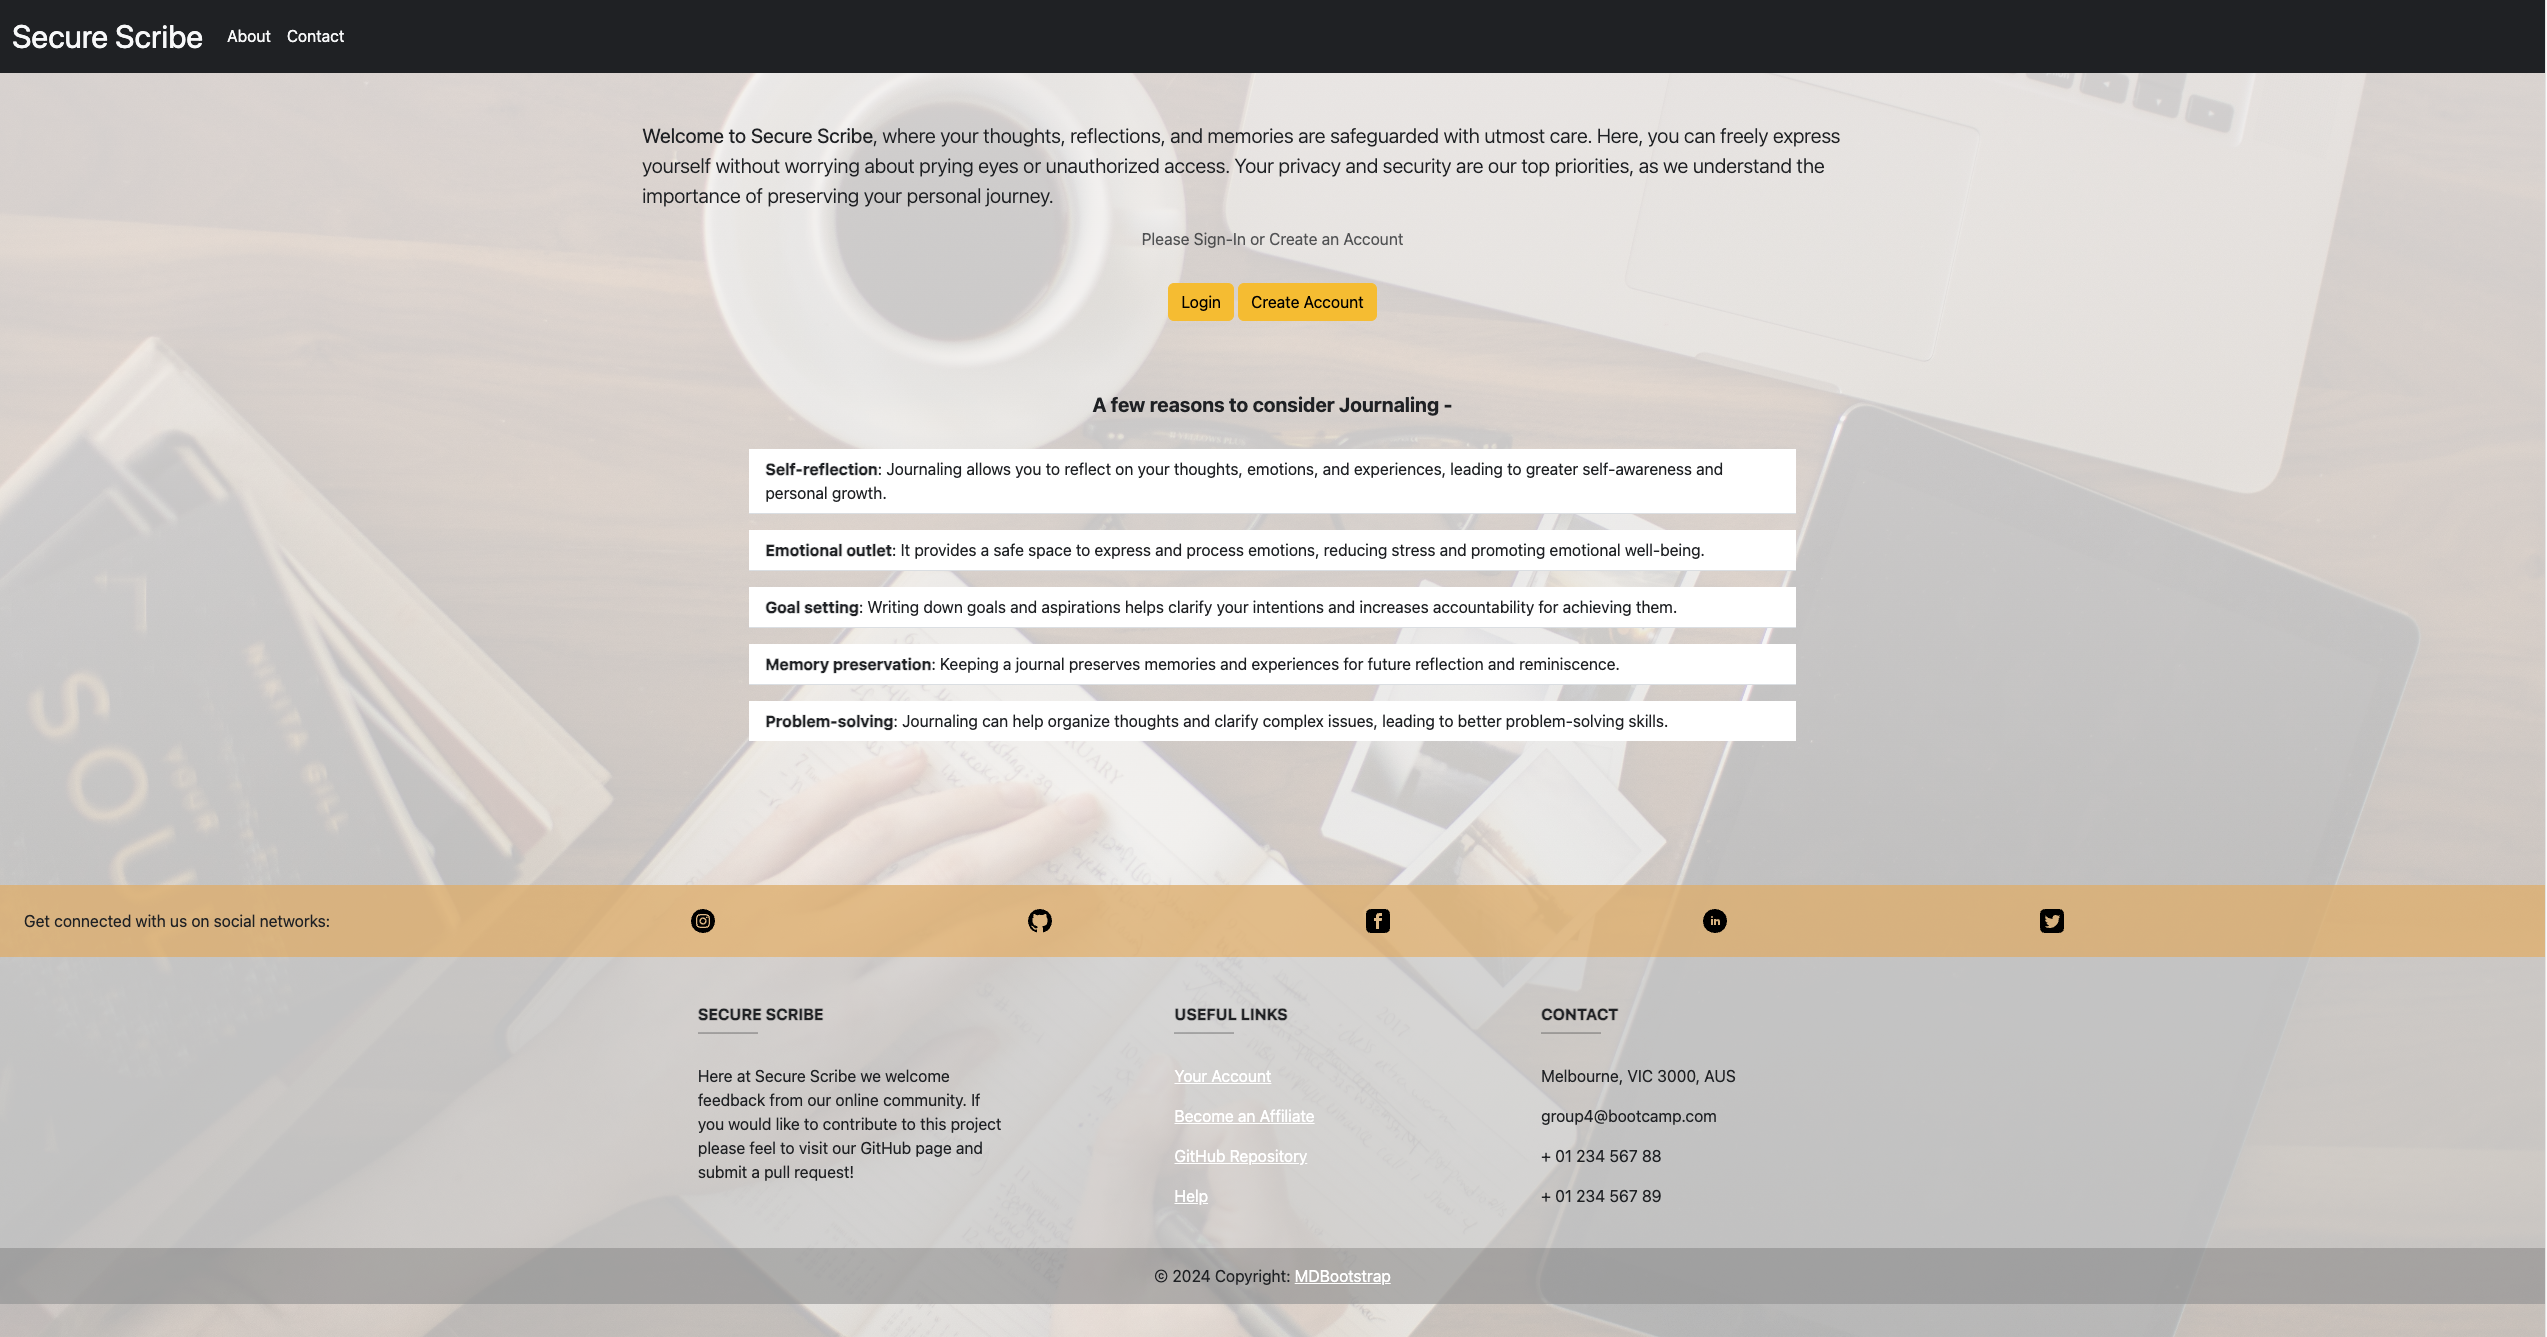 Secure Scribe About Contact
Welcome to Secure Scribe, where your thoughts, reflections, and memories are safeguarded with utmost care. Here, you can freely express
yourself without worrying about prying eyes or unauthorized access. Your privacy and security are our top priorities, as we understand the
importance of preserving your personal journey.
Please Sign-In or Create an Account
Login Create Account
A few reasons to consider Journaling -
Self-reflection: Journaling allows you to reflect on your thoughts, emotions, and experiences, leading to greater self-awareness and
personal growth.
Emotional outlet: It provides a safe space to express and process emotions, reducing stress and promoting emotional well-being.
Goal setting: Writing down goals and aspirations helps clarify your intentions and increases accountability for achieving them.
Memory preservation: Keeping a journal preserves memories and experiences for future reflection and reminiscence.
Problem-solving: Journaling can help organize thoughts and clarify complex issues, leading to better problem-solving skills.
NIKITA GILL
YOUR
SOUL
Get connected with us on social networks:
SECURE SCRIBE
Here at Secure Scribe we welcome
feedback from our online community. If
you would like to contribute to this project
please feel to visit our GitHub page and
submit a pull request!
USEFUL LINKS
Your Account
Become an Affiliate
GitHub Repository
Help
CONTACT
Melbourne, VIC 3000, AUS
group4@bootcamp.com
+ 01 234 567 88
+ 01 234 567 89
© 2024 Copyright: MDBootstrap